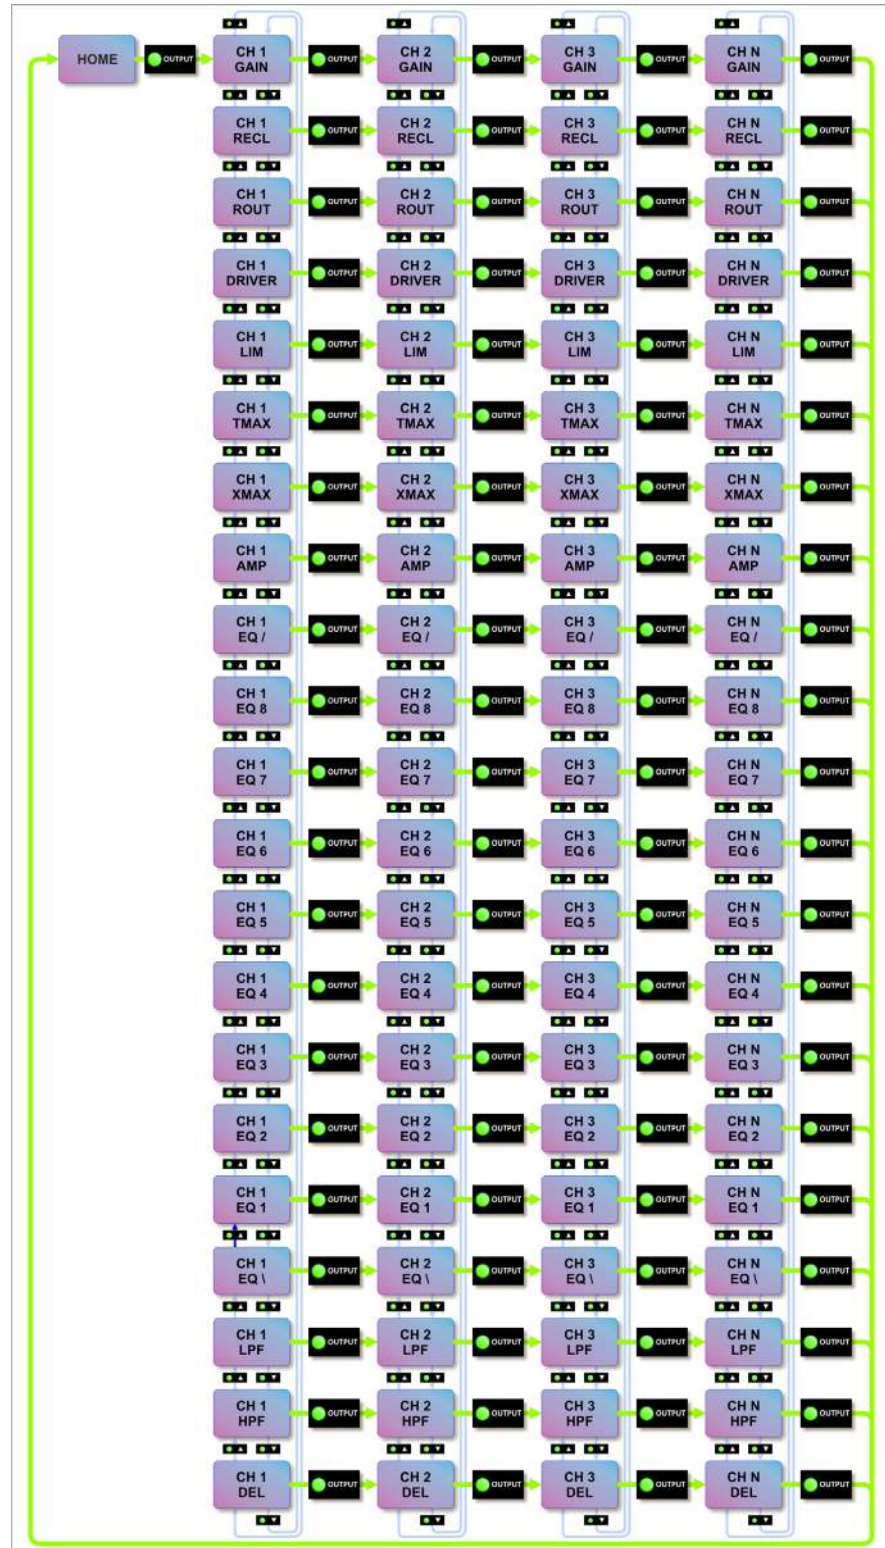 HOME OUTPUT CH 1 GAIN OUTPUT CH 2 GAIN OUTPUT CH 3 GAIN OUTPUT CH N GAIN OUTPUT
CH 1 RECL OUTPUT CH 2 RECL OUTPUT CH 3 RECL OUTPUT CH N RECL OUTPUT
CH 1 ROUT OUTPUT CH 2 ROUT OUTPUT CH 3 ROUT OUTPUT CH N ROUT OUTPUT
CH 1 DRIVER OUTPUT CH 2 DRIVER OUTPUT CH 3 DRIVER OUTPUT CH N DRIVER OUTPUT
CH 1 LIM OUTPUT CH 2 LIM OUTPUT CH 3 LIM OUTPUT CH N LIM OUTPUT
CH 1 TMAX OUTPUT CH 2 TMAX OUTPUT CH 3 TMAX OUTPUT CH N TMAX OUTPUT
CH 1 XMAX OUTPUT CH 2 XMAX OUTPUT CH 3 XMAX OUTPUT CH N XMAX OUTPUT
CH 1 AMP OUTPUT CH 2 AMP OUTPUT CH 3 AMP OUTPUT CH N AMP OUTPUT
CH 1 EQ / OUTPUT CH 2 EQ / OUTPUT CH 3 EQ / OUTPUT CH N EQ / OUTPUT
CH 1 EQ 8 OUTPUT CH 2 EQ 8 OUTPUT CH 3 EQ 8 OUTPUT CH N EQ 8 OUTPUT
CH 1 EQ 7 OUTPUT CH 2 EQ 7 OUTPUT CH 3 EQ 7 OUTPUT CH N EQ 7 OUTPUT
CH 1 EQ 6 OUTPUT CH 2 EQ 6 OUTPUT CH 3 EQ 6 OUTPUT CH N EQ 6 OUTPUT
CH 1 EQ 5 OUTPUT CH 2 EQ 5 OUTPUT CH 3 EQ 5 OUTPUT CH N EQ 5 OUTPUT
CH 1 EQ 4 OUTPUT CH 2 EQ 4 OUTPUT CH 3 EQ 4 OUTPUT CH N EQ 4 OUTPUT
CH 1 EQ 3 OUTPUT CH 2 EQ 3 OUTPUT CH 3 EQ 3 OUTPUT CH N EQ 3 OUTPUT
CH 1 EQ 2 OUTPUT CH 2 EQ 2 OUTPUT CH 3 EQ 2 OUTPUT CH N EQ 2 OUTPUT
CH 1 EQ 1 OUTPUT CH 2 EQ 1 OUTPUT CH 3 EQ 1 OUTPUT CH N EQ 1 OUTPUT
CH 1 EQ \ OUTPUT CH 2 EQ \ OUTPUT CH 3 EQ \ OUTPUT CH N EQ \ OUTPUT
CH 1 LPF OUTPUT CH 2 LPF OUTPUT CH 3 LPF OUTPUT CH N LPF OUTPUT
CH 1 HPF OUTPUT CH 2 HPF OUTPUT CH 3 HPF OUTPUT CH N HPF OUTPUT
CH 1 DEL OUTPUT CH 2 DEL OUTPUT CH 3 DEL OUTPUT CH N DEL OUTPUT